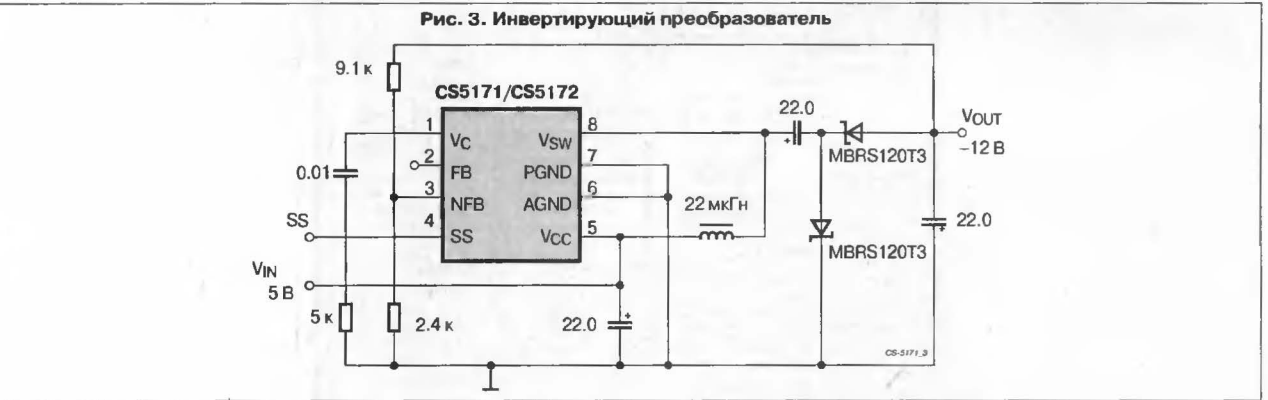 Рис. 3. Инвертирующий преобразователь
9.1 к
CS5171/CS5172
1
VC
2
FB
3
NFB
4
SS
VSW
8
PGND
7
AGND
6
VCC
5
0.01
SS
VIN
5 В
5 к
2.4 к
22.0
+
22 мкГн
22.0
+
MBRS120T3
MBRS120T3
VOUT
–12 В
22.0
+
CS-5171_3